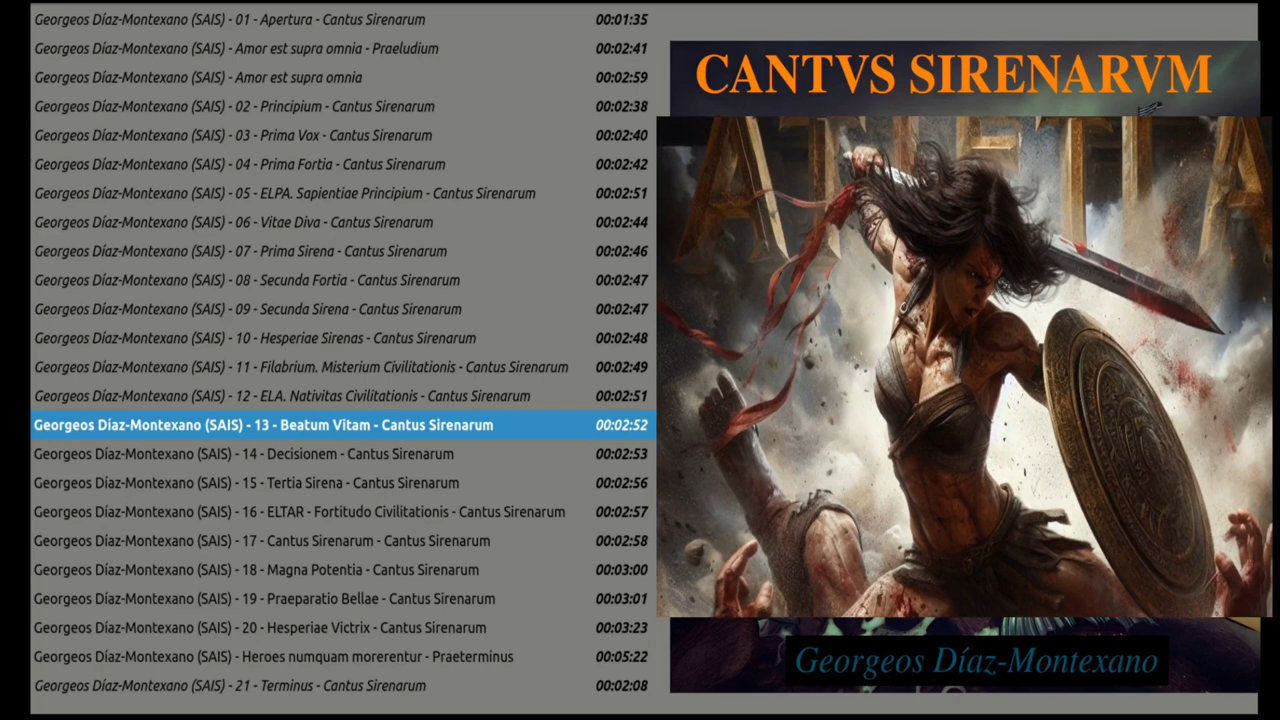 Georgeos Díaz-Montexano (SAIS) - 01 - Apertura - Cantus Sirenarum 00:01:35
Georgeos Díaz-Montexano (SAIS) - Amor est supra omnia - Praeludium 00:02:41
Georgeos Díaz-Montexano (SAIS) - Amor est supra omnia 00:02:59
Georgeos Díaz-Montexano (SAIS) - 02 - Principium - Cantus Sirenarum 00:02:38
Georgeos Díaz-Montexano (SAIS) - 03 - Prima Vox - Cantus Sirenarum 00:02:40
Georgeos Díaz-Montexano (SAIS) - 04 - Prima Fortia - Cantus Sirenarum 00:02:42
Georgeos Díaz-Montexano (SAIS) - 05 - ELPA. Sapientiae Principium - Cantus Sirenarum 00:02:51
Georgeos Díaz-Montexano (SAIS) - 06 - Vitae Diva - Cantus Sirenarum 00:02:44
Georgeos Díaz-Montexano (SAIS) - 07 - Prima Sirena - Cantus Sirenarum 00:02:46
Georgeos Díaz-Montexano (SAIS) - 08 - Secunda Fortia - Cantus Sirenarum 00:02:47
Georgeos Díaz-Montexano (SAIS) - 09 - Secunda Sirena - Cantus Sirenarum 00:02:47
Georgeos Díaz-Montexano (SAIS) - 10 - Hesperiae Sirenas - Cantus Sirenarum 00:02:48
Georgeos Díaz-Montexano (SAIS) - 11 - Filabrium. Misterium Civilitationis - Cantus Sirenarum 00:02:49
Georgeos Díaz-Montexano (SAIS) - 12 - ELA. Nativitas Civilitationis - Cantus Sirenarum 00:02:51
Georgeos Díaz-Montexano (SAIS) - 13 - Beatum Vitam - Cantus Sirenarum 00:02:52
Georgeos Díaz-Montexano (SAIS) - 14 - Decisionem - Cantus Sirenarum 00:02:53
Georgeos Díaz-Montexano (SAIS) - 15 - Tertia Sirena - Cantus Sirenarum 00:02:56
Georgeos Díaz-Montexano (SAIS) - 16 - ELTAR - Fortitudo Civilitationis - Cantus Sirenarum 00:02:57
Georgeos Díaz-Montexano (SAIS) - 17 - Cantus Sirenarum - Cantus Sirenarum 00:02:58
Georgeos Díaz-Montexano (SAIS) - 18 - Magna Potentia - Cantus Sirenarum 00:03:00
Georgeos Díaz-Montexano (SAIS) - 19 - Praeparatio Bellae - Cantus Sirenarum 00:03:01
Georgeos Díaz-Montexano (SAIS) - 20 - Hesperiae Victrix - Cantus Sirenarum 00:03:23
Georgeos Díaz-Montexano (SAIS) - Heroes numquam morerentur - Praeterminus 00:05:22
Georgeos Díaz-Montexano (SAIS) - 21 - Terminus - Cantus Sirenarum 00:02:08
CANTVS SIRENARVM
Georgeos Díaz-Montexano